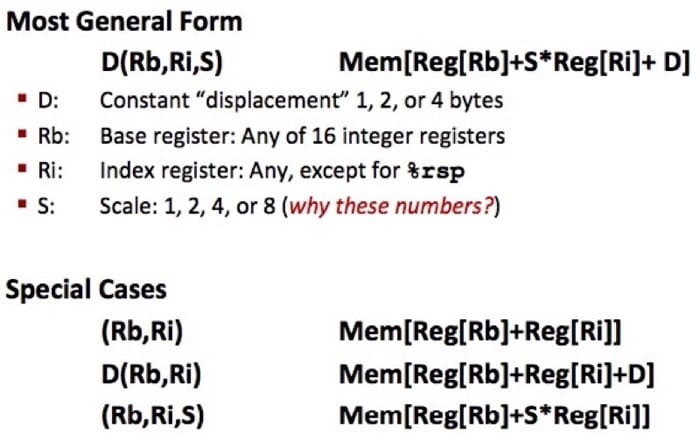 Most General Form
D(Rb,Ri,S) Mem[Reg[Rb]+S*Reg[Ri]+ D]
▪ D: Constant “displacement” 1, 2, or 4 bytes
▪ Rb: Base register: Any of 16 integer registers
▪ Ri: Index register: Any, except for %rsp
▪ S: Scale: 1, 2, 4, or 8 (why these numbers?)
Special Cases
(Rb,Ri) Mem[Reg[Rb]+Reg[Ri]]
D(Rb,Ri) Mem[Reg[Rb]+Reg[Ri]+D]
(Rb,Ri,S) Mem[Reg[Rb]+S*Reg[Ri]]